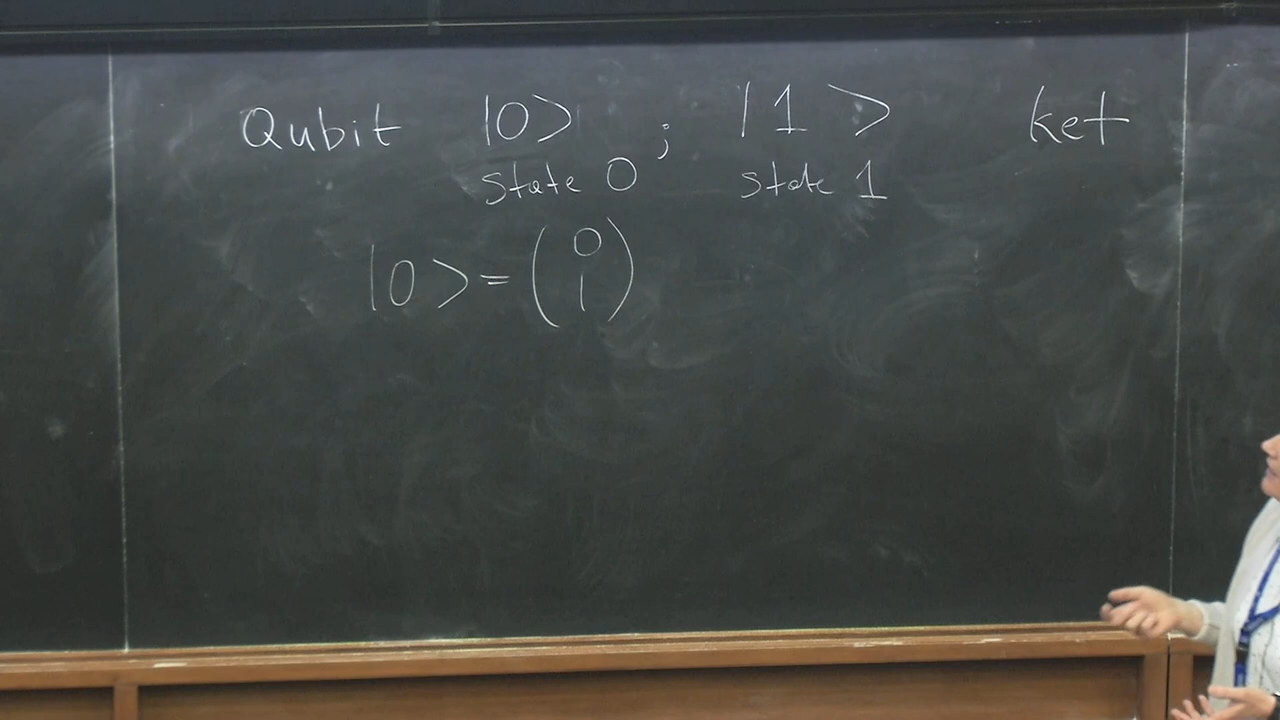 Qubit |0> ; |1> ket
state 0 state 1
|0> = (0
1)